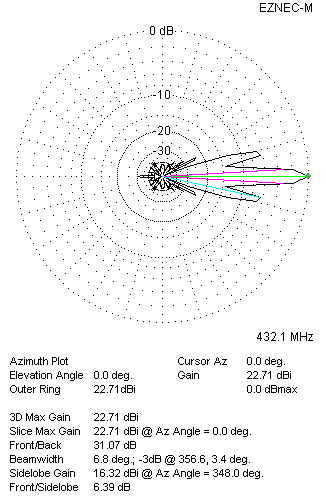 EZNEC-M
0 dB
-10
-20
-30
432.1 MHz
Azimuth Plot Cursor Az 0.0 deg.
Elevation Angle 0.0 deg. Gain 22.71 dBi
Outer Ring 22.71dBi 0.0 dBmax
3D Max Gain 22.71 dBi
Slice Max Gain 22.71 dBi @ Az Angle = 0.0 deg.
Front/Back 31.07 dB
Beamwidth 6.8 deg.; -3dB @ 356.6, 3.4 deg.
Sidelobe Gain 16.32 dBi @ Az Angle = 348.0 deg.
Front/Sidelobe 6.39 dB